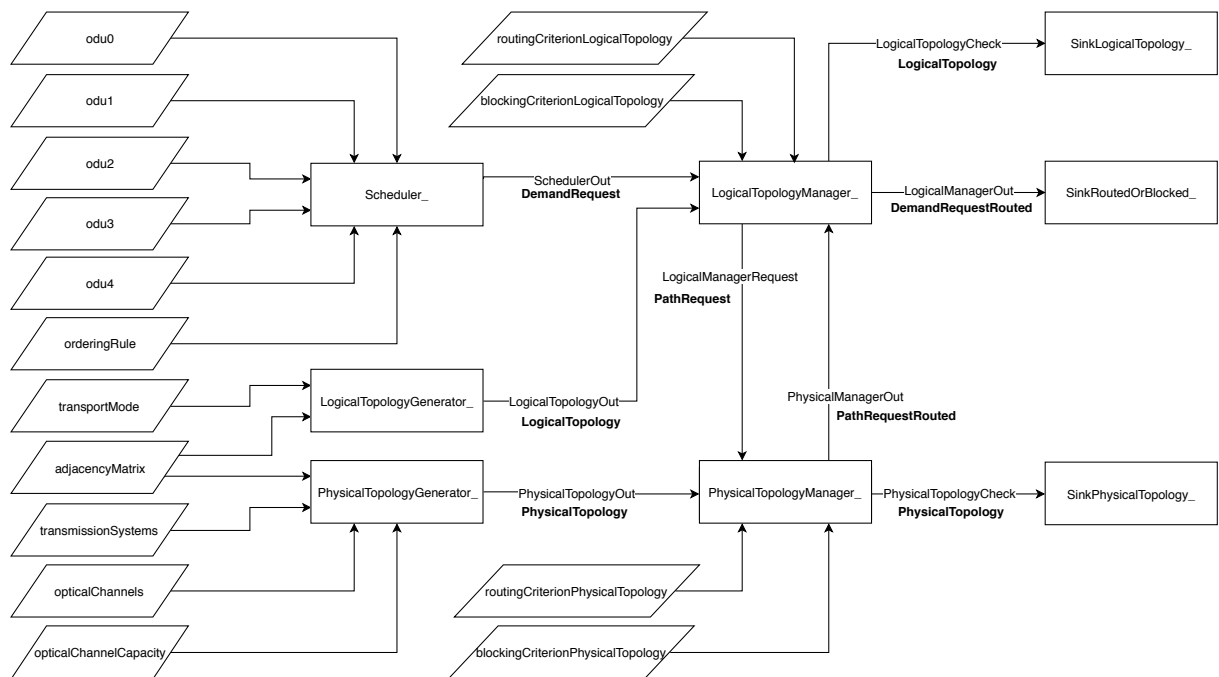 odu0
odu1
odu2
odu3
odu4
orderingRule
transportMode
adjacencyMatrix
transmissionSystems
opticalChannels
opticalChannelCapacity
Scheduler_
LogicalTopologyGenerator_
PhysicalTopologyGenerator_
SchedulerOut
DemandRequest
LogicalTopologyOut
LogicalTopology
PhysicalTopologyOut
PhysicalTopology
routingCriterionLogicalTopology
blockingCriterionLogicalTopology
LogicalTopologyManager_
LogicalManagerRequest
PathRequest
PhysicalManagerOut
PathRequestRouted
PhysicalTopologyManager_
routingCriterionPhysicalTopology
blockingCriterionPhysicalTopology
LogicalTopologyCheck
LogicalTopology
LogicalManagerOut
DemandRequestRouted
PhysicalTopologyCheck
PhysicalTopology
SinkLogicalTopology_
SinkRoutedOrBlocked_
SinkPhysicalTopology_